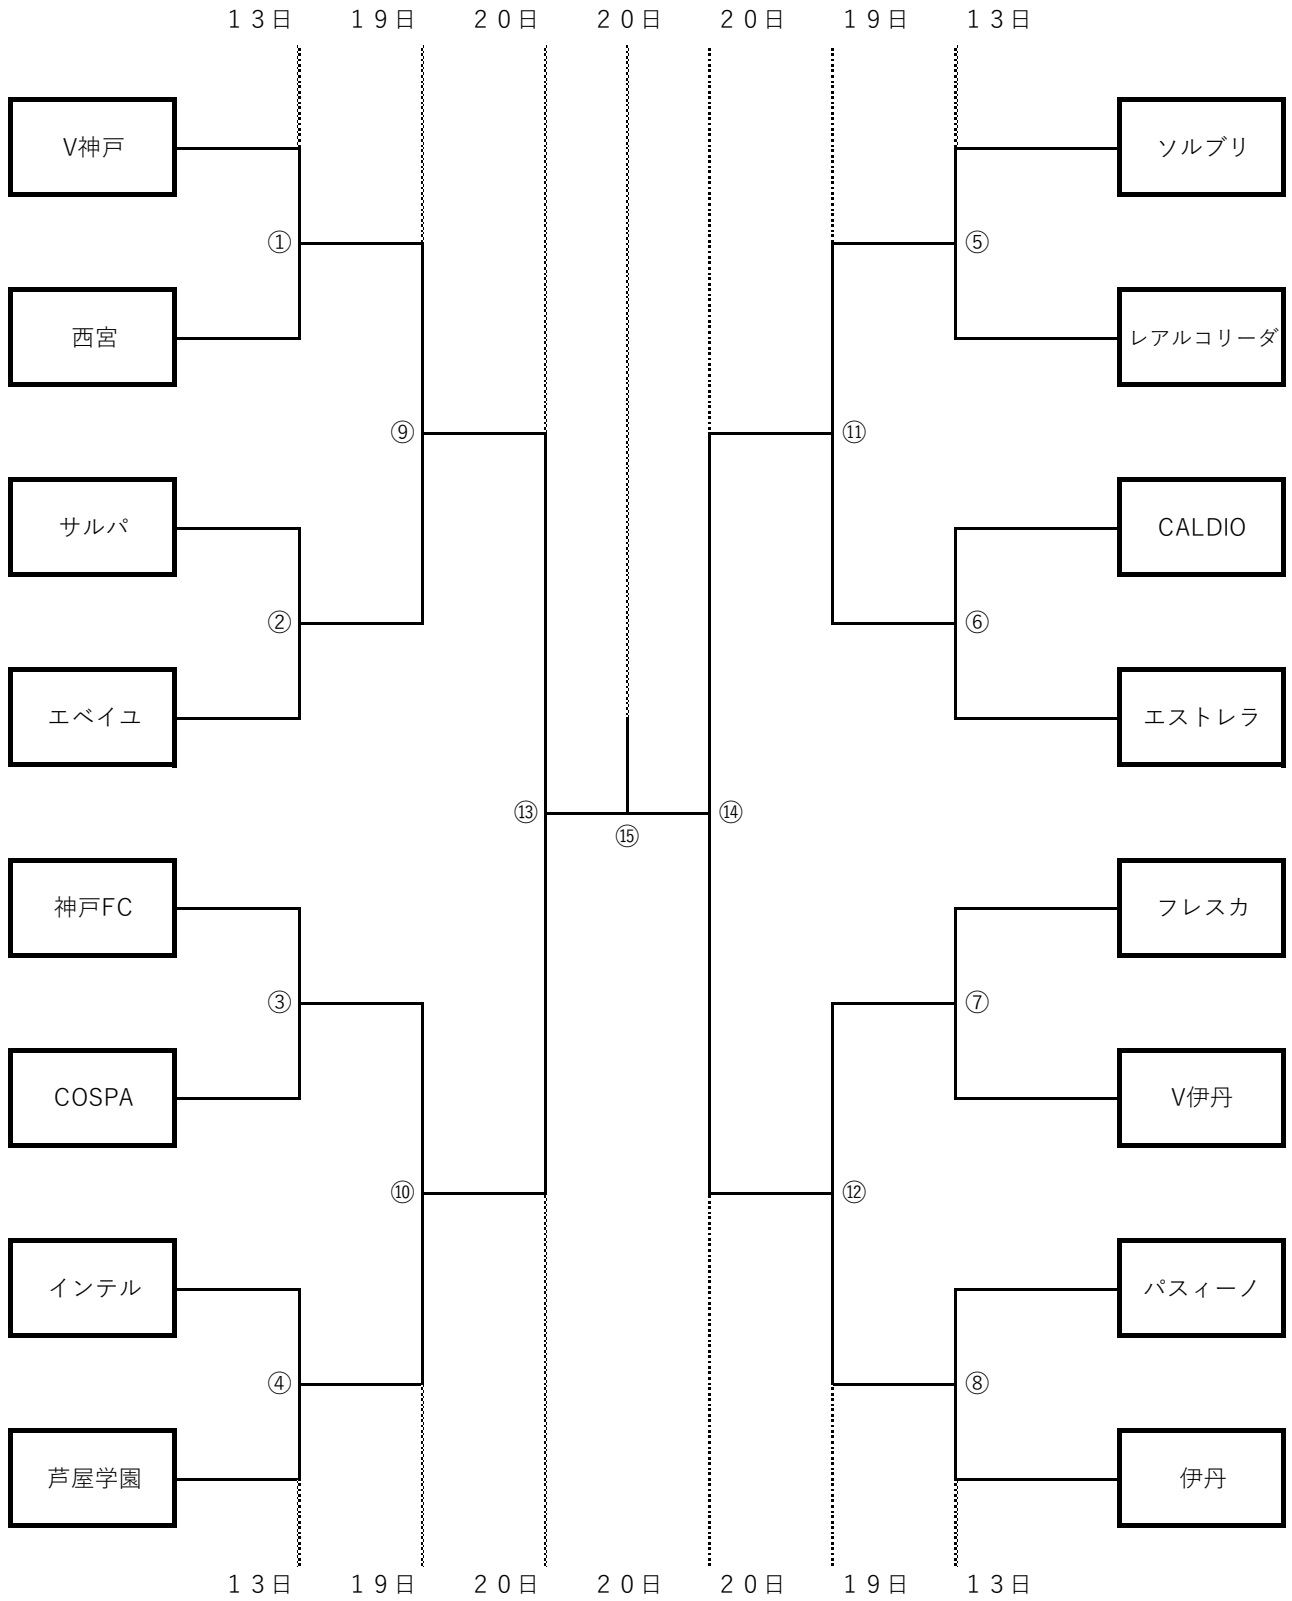 １３日 １９日 ２０日 ２０日 ２０日 １９日 １３日
V神戸
ソルブリ
①
⑤
西宮
レアルコリーダ
⑨
⑪
サルパ
CALDIO
②
⑥
エベイユ
エストレラ
⑬
⑭
⑮
神戸FC
フレスカ
③
⑦
COSPA
V伊丹
⑩
⑫
インテル
パスィーノ
④
⑧
芦屋学園
伊丹
１３日 １９日 ２０日 ２０日 ２０日 １９日 １３日